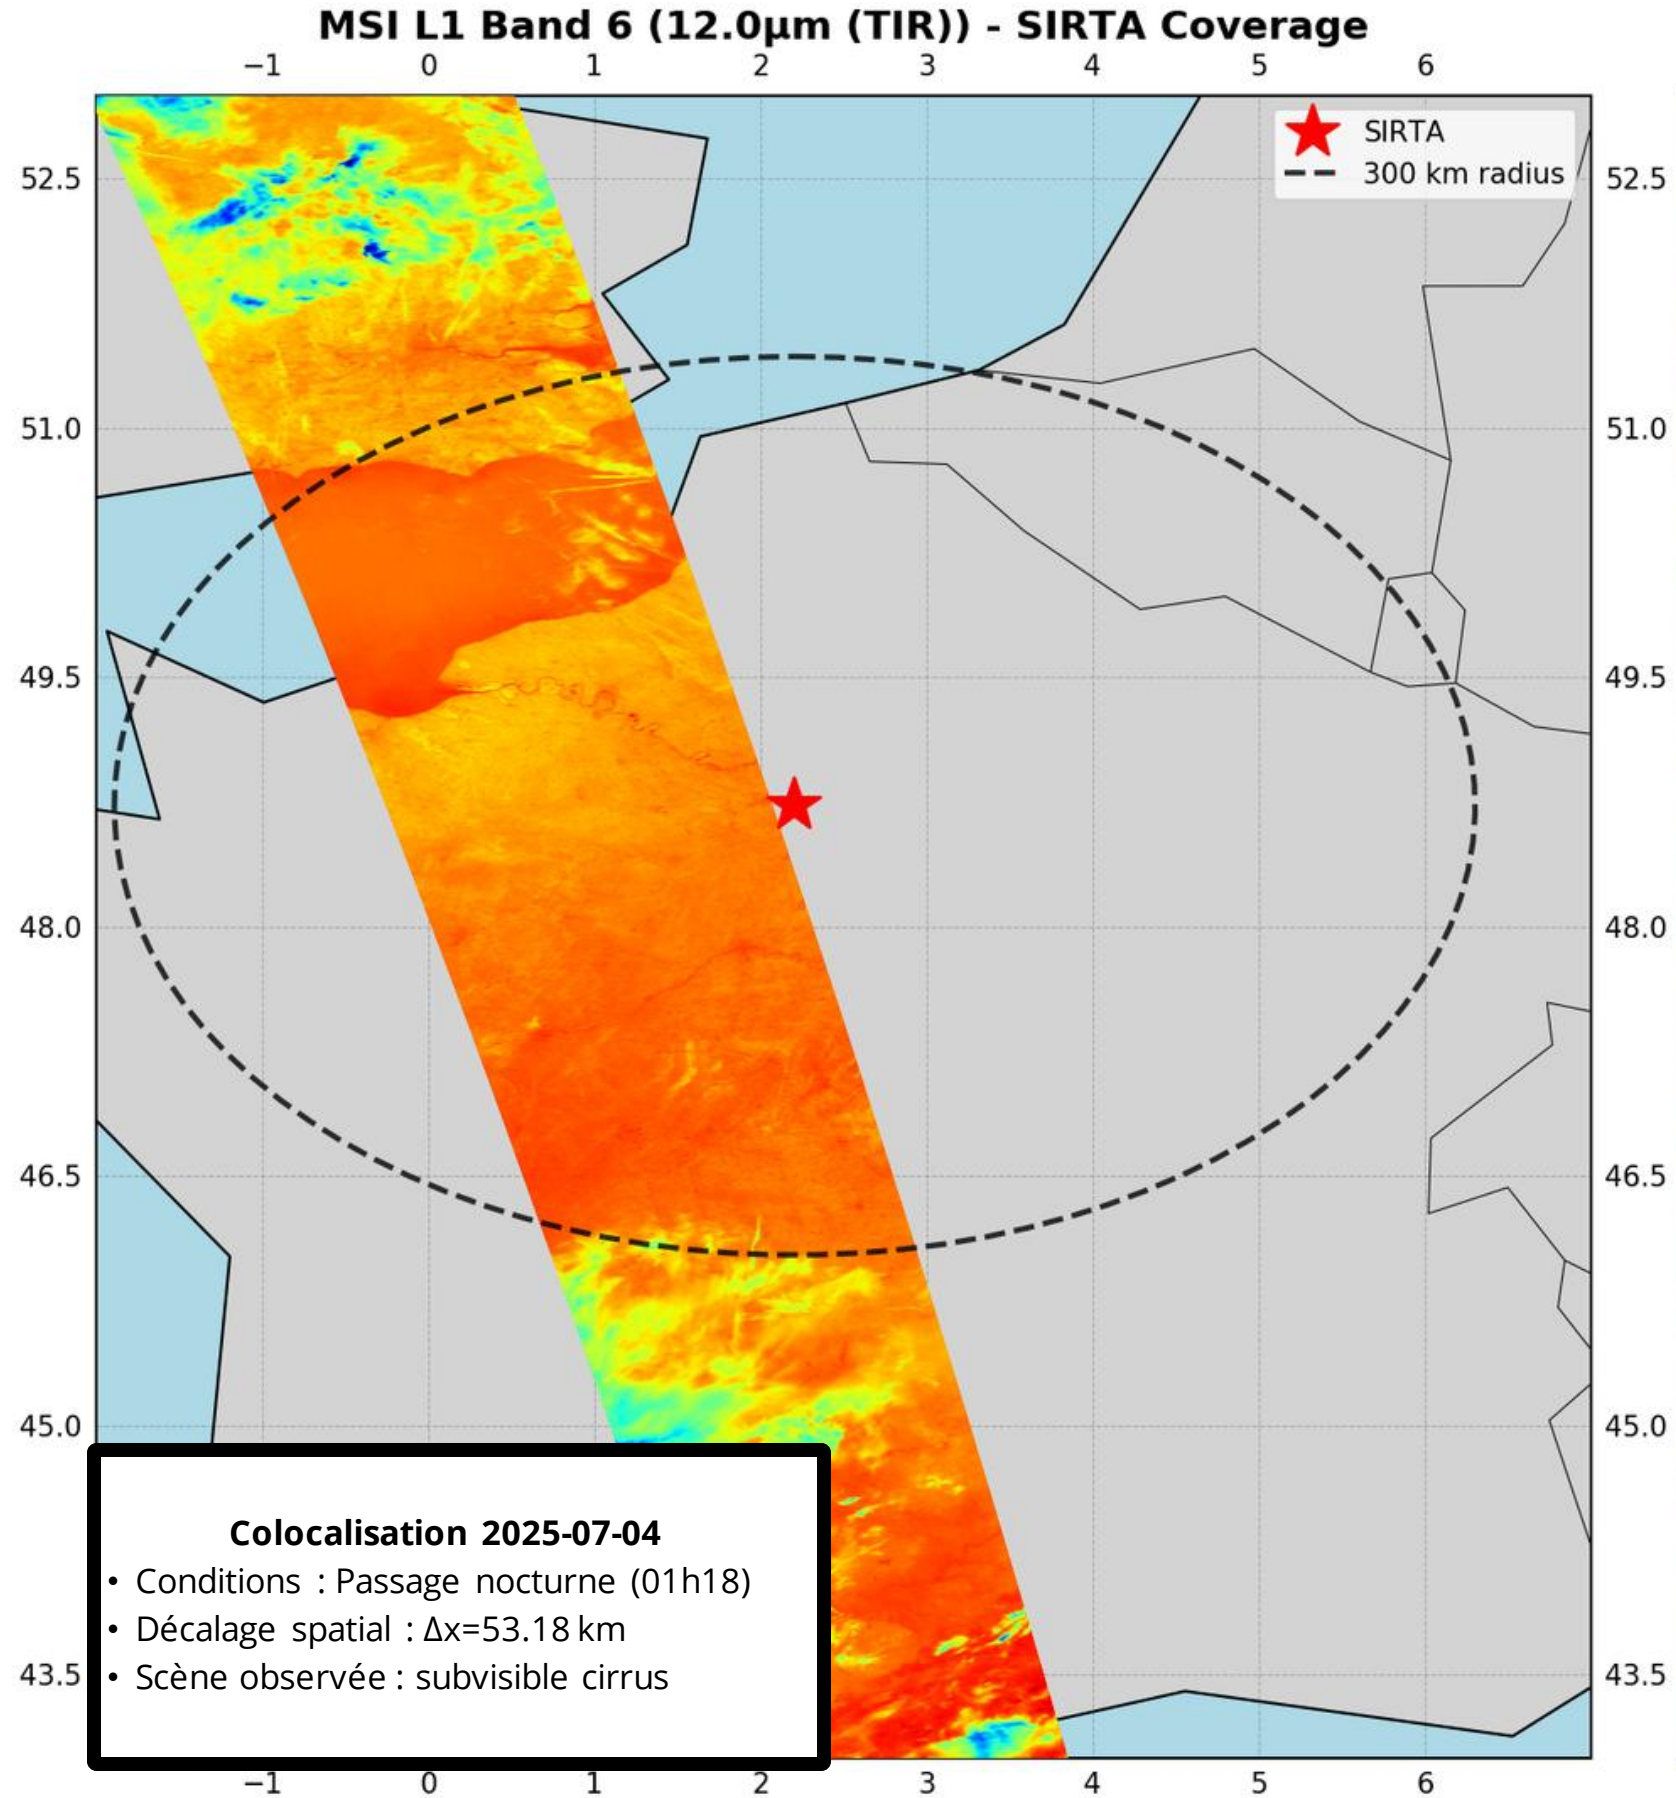 MSI L1 Band 6 (12.0μm (TIR)) - SIRTA Coverage
−1 0 1 2 3 4 5 6
SIRTA
300 km radius
52.5 52.5
51.0 51.0
49.5 49.5
48.0 48.0
46.5 46.5
45.0 45.0
43.5 43.5
Colocalisation 2025-07-04
• Conditions : Passage nocturne (01h18)
• Décalage spatial : Δx=53.18 km
• Scène observée : subvisible cirrus
−1 0 1 2 3 4 5 6